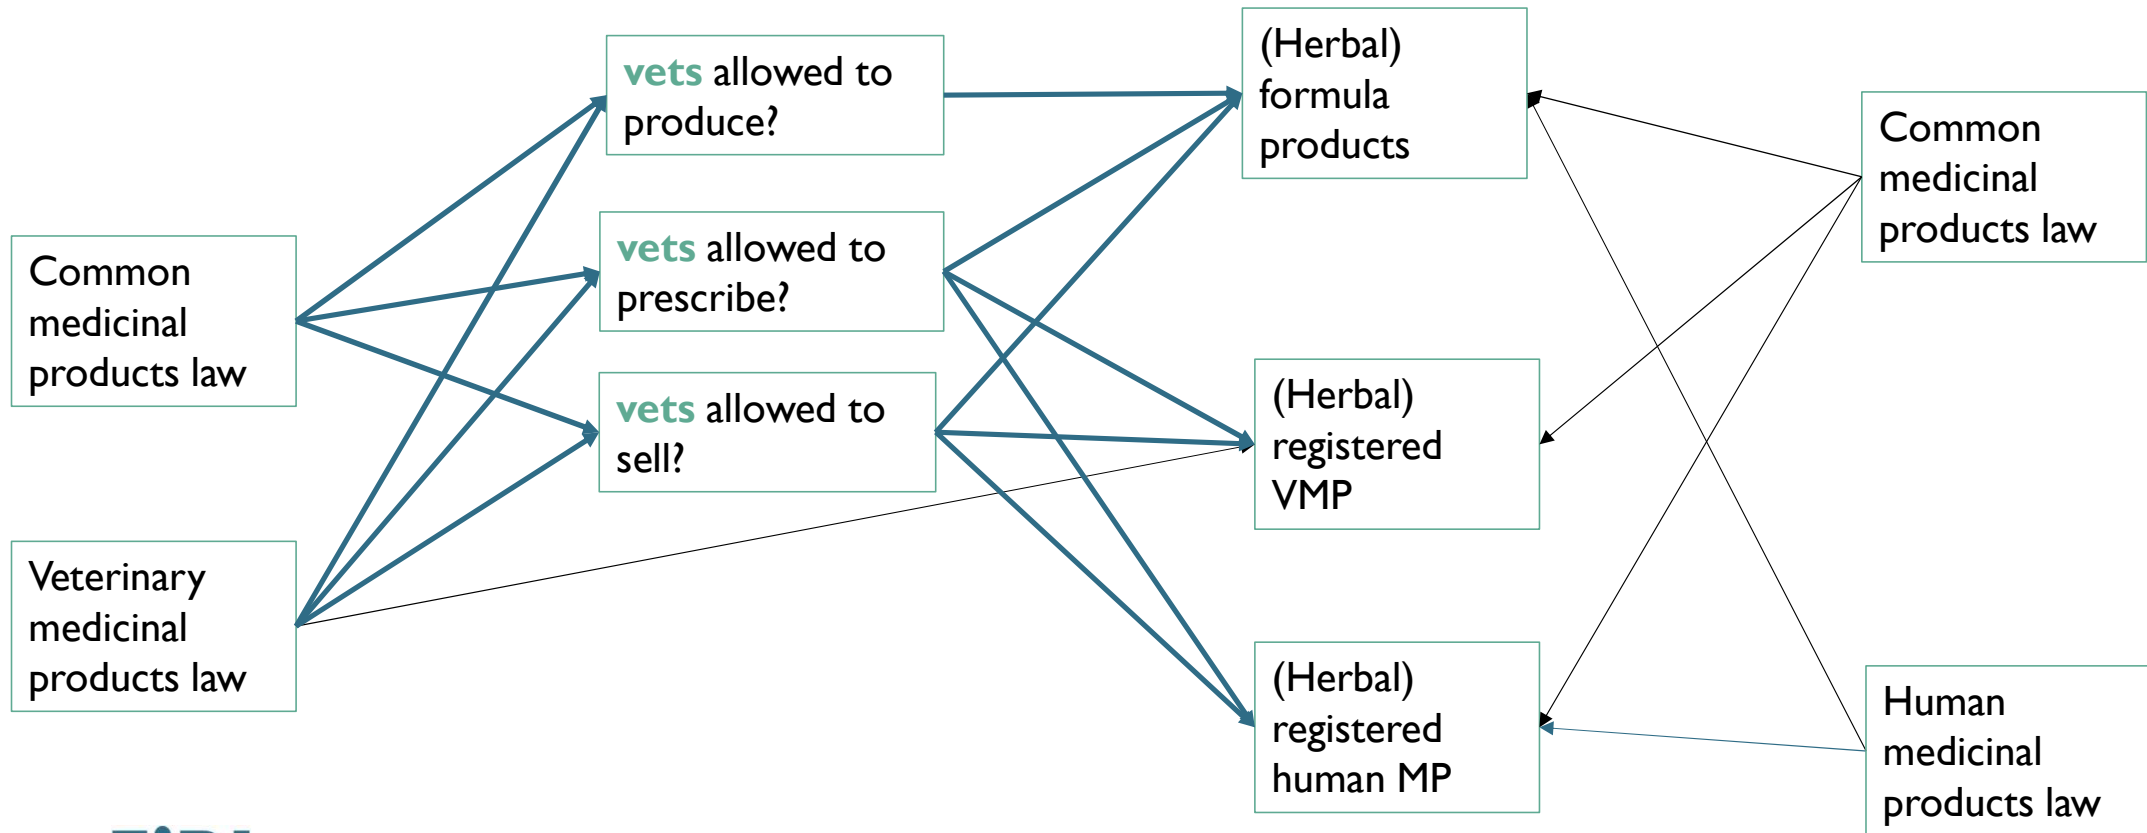 Common
medicinal
products law
Veterinary
medicinal
products law
vets allowed to
produce?
vets allowed to
prescribe?
vets allowed to
sell?
(Herbal)
formula
products
(Herbal)
registered
VMP
(Herbal)
registered
human MP
Common
medicinal
products law
Human
medicinal
products law